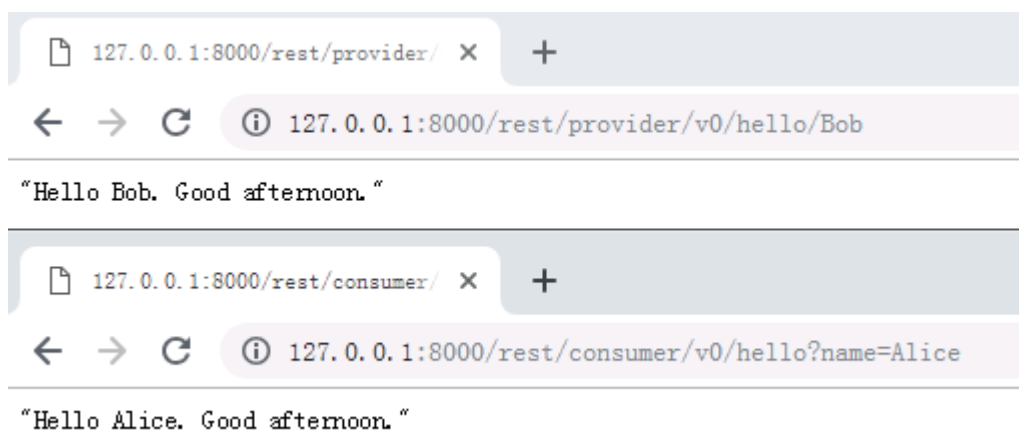 127.0.0.1:8000/rest/provider/
127.0.0.1:8000/rest/provider/v0/hello/Bob
"Hello Bob. Good afternoon."
127.0.0.1:8000/rest/consumer/
127.0.0.1:8000/rest/consumer/v0/hello?name=Alice
"Hello Alice. Good afternoon."